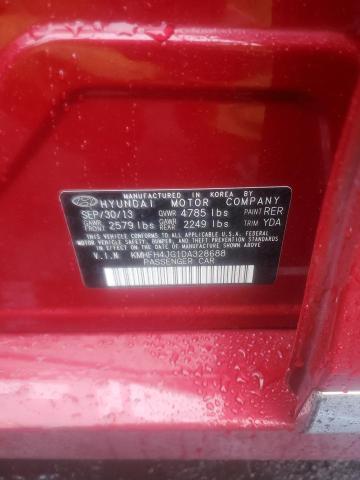 MANUFACTURED IN KOREA BY
HYUNDAI MOTOR COMPANY
SEP/30/13 GVWR 4785 lbs PAINT RER
GAWR FRONT 2579 lbs GAWR REAR 2249 lbs TRIM YDA
THIS VEHICLE CONFORMS TO ALL APPLICABLE U.S.A. FEDERAL
MOTOR VEHICLE SAFETY, BUMPER, AND THEFT PREVENTION
STANDARDS IN EFFECT ON THE DATE OF MANUFACTURE SHOWN ABOVE.
V.I.N KMHFH4JG1DA328688
PASSENGER CAR